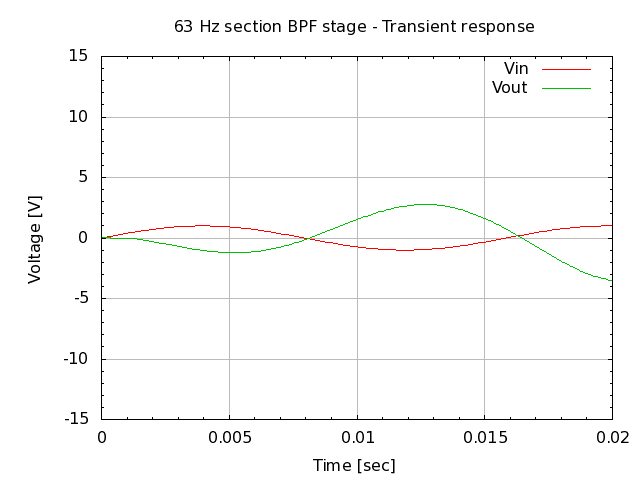 63 Hz section BPF stage - Transient response
Vin
Vout
15
10
5
0
-5
-10
-15
Voltage [V]
0 0.005 0.01 0.015 0.02
Time [sec]